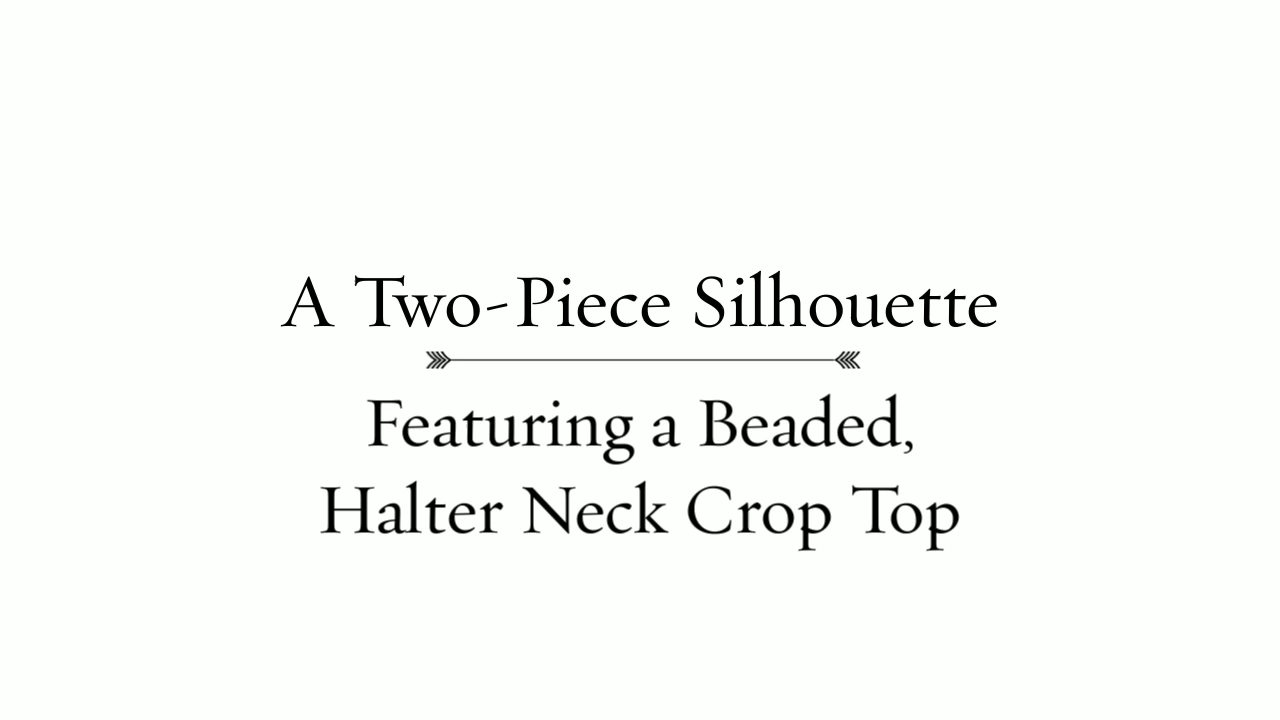 A Two-Piece Silhouette
Featuring a Beaded,
Halter Neck Crop Top